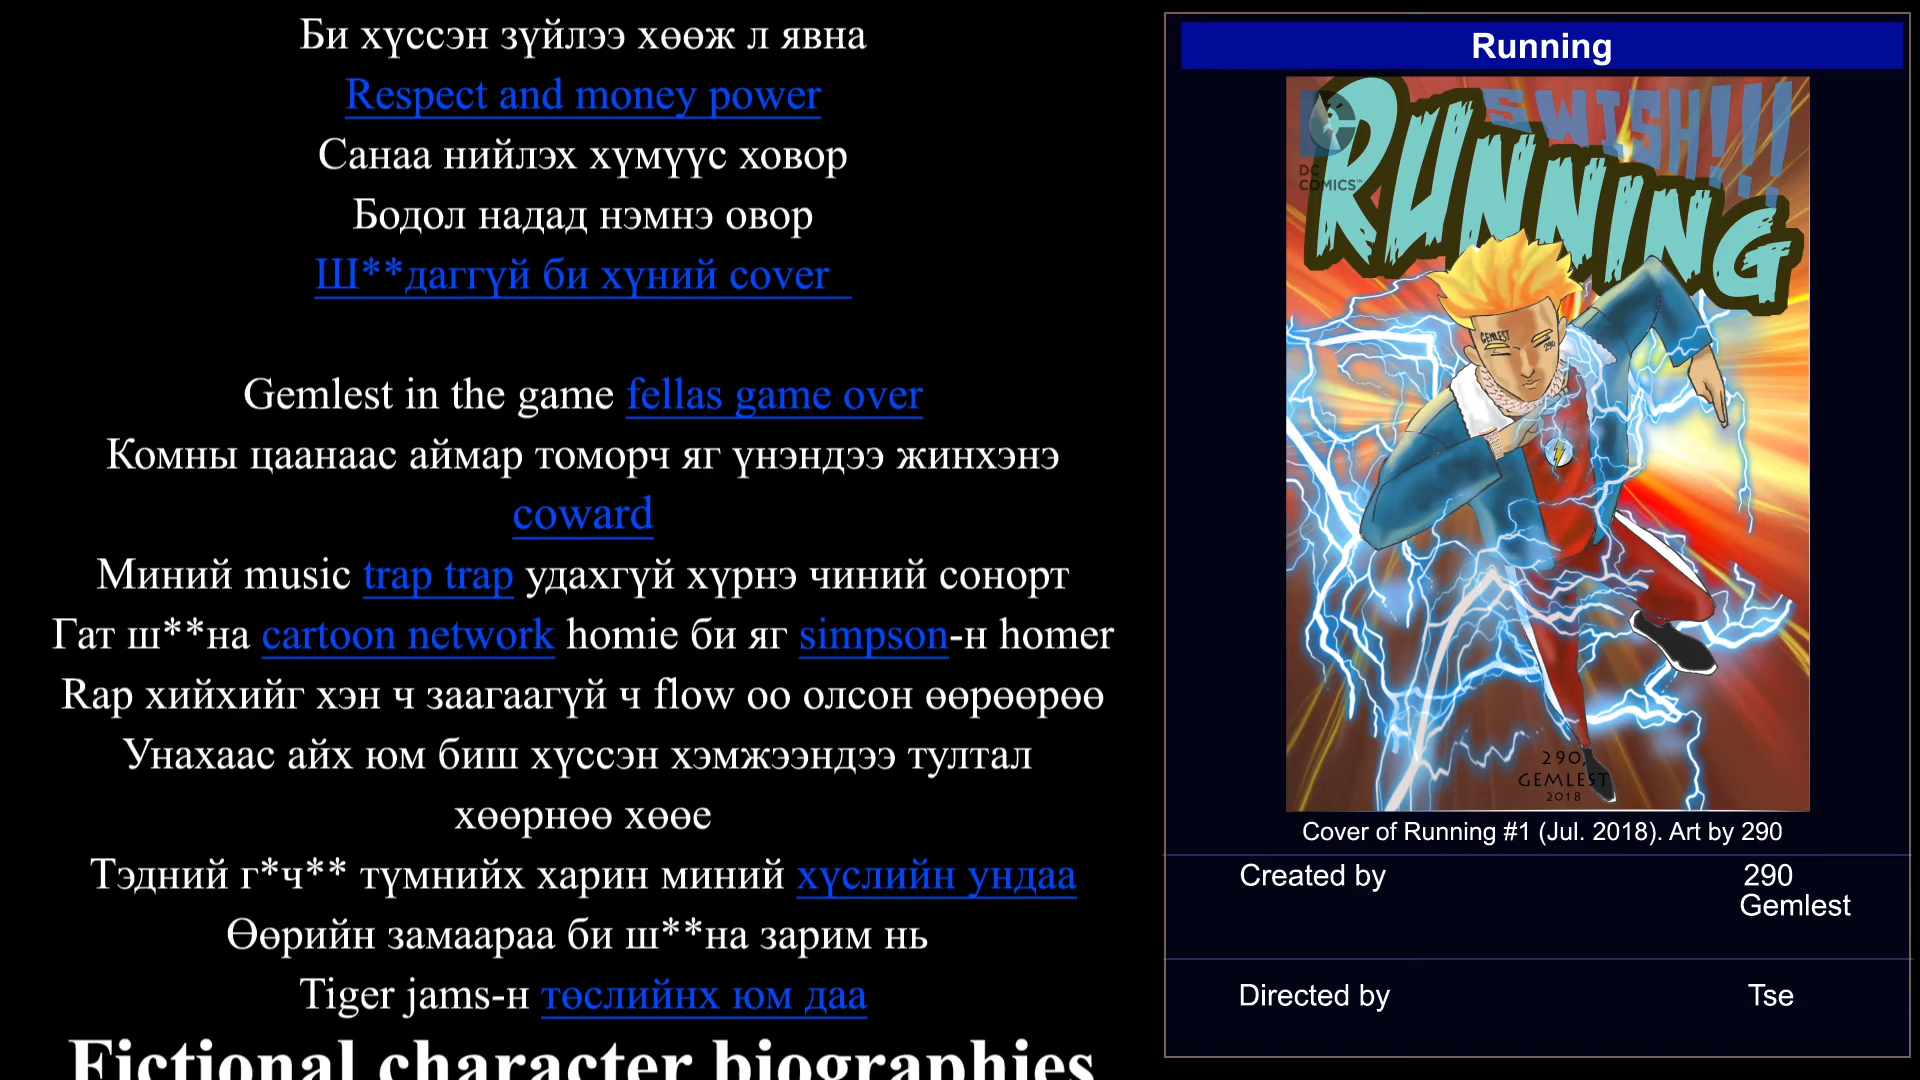 Би хүссэн зүйлээ хөөж л явна
Respect and money power
Санаа нийлэх хүмүүс ховор
Бодол надад нэмнэ овор
Ш**даггүй би хүний cover
Gemlest in the game fellas game over
Комны цаанаас аймар томорч яг үнэндээ жинхэнэ
coward
Миний music trap trap удахгүй хүрнэ чиний сонорт
Гат ш**на cartoon network homie би яг simpson-н homer
Rap хийхийг хэн ч заагаагүй ч flow оо олсон өөрөөрөө
Унахаас айх юм биш хүссэн хэмжээндээ тултал
хөөрнөө хөөе
Тэдний г*ч** түмнийх харин миний хүслийн ундаа
Өөрийн замаараа би ш**на зарим нь
Tiger jams-н төслийнх юм даа
Fictional character biographies
Running
SWISH!!!
DC
COMICS™
RUNNING
GEMLEST
290
290,
GEMLEST
2018
Cover of Running #1 (Jul. 2018). Art by 290
Created by 290
Gemlest
Directed by Tse